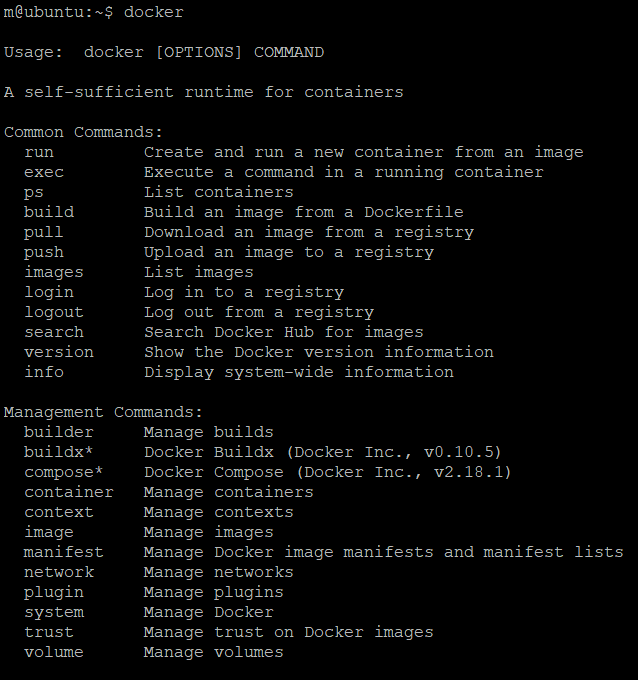 m@ubuntu:~$ docker
Usage:  docker [OPTIONS] COMMAND
A self-sufficient runtime for containers
Common Commands:
  run         Create and run a new container from an image
  exec        Execute a command in a running container
  ps          List containers
  build       Build an image from a Dockerfile
  pull        Download an image from a registry
  push        Upload an image to a registry
  images      List images
  login       Log in to a registry
  logout      Log out from a registry
  search      Search Docker Hub for images
  version     Show the Docker version information
  info        Display system-wide information
Management Commands:
  builder     Manage builds
  buildx*     Docker Buildx (Docker Inc., v0.10.5)
  compose*    Docker Compose (Docker Inc., v2.18.1)
  container   Manage containers
  context     Manage contexts
  image       Manage images
  manifest    Manage Docker image manifests and manifest lists
  network     Manage networks
  plugin      Manage plugins
  system      Manage Docker
  trust       Manage trust on Docker images
  volume      Manage volumes